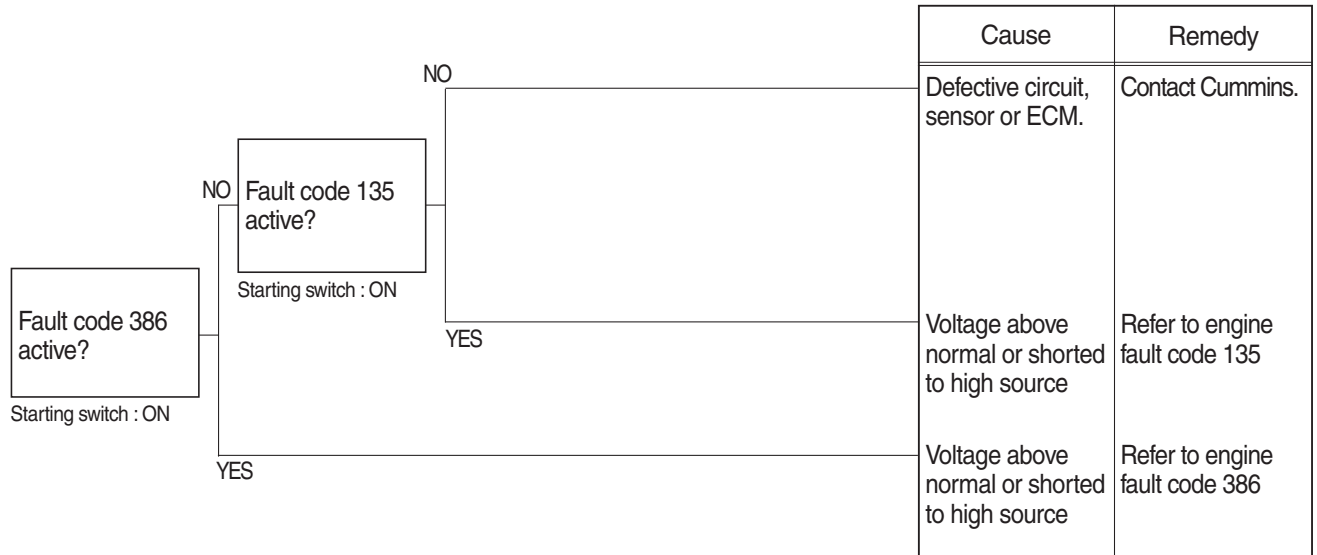 Cause
Remedy
NO
Defective circuit,
sensor or ECM.
Contact Cummins.
NO
Fault code 135
active?
Starting switch : ON
Fault code 386
active?
Starting switch : ON
YES
Voltage above
normal or shorted
to high source
Refer to engine
fault code 135
YES
Voltage above
normal or shorted
to high source
Refer to engine
fault code 386